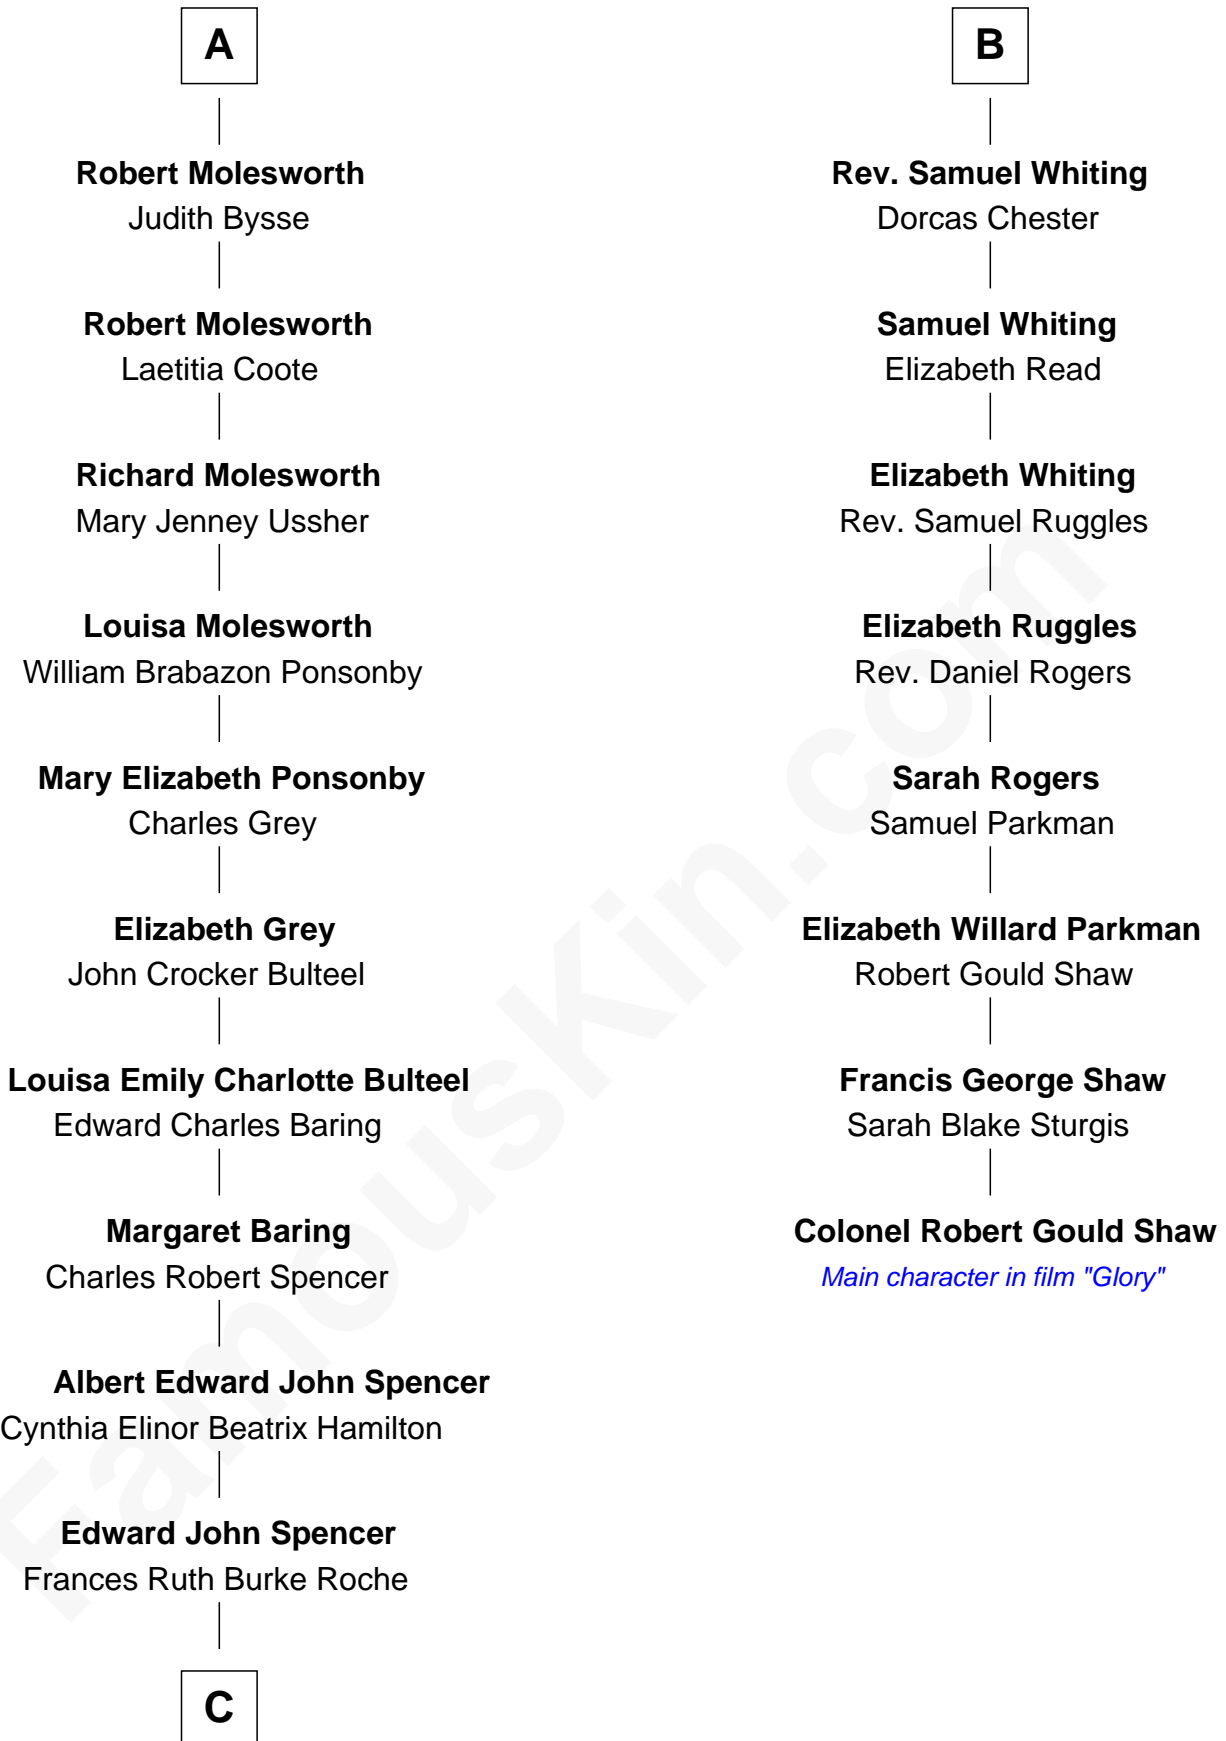 A
Robert Molesworth
Judith Bysse
Robert Molesworth
Laetitia Coote
Richard Molesworth
Mary Jenney Ussher
Louisa Molesworth
William Brabazon Ponsonby
Mary Elizabeth Ponsonby
Charles Grey
Elizabeth Grey
John Crocker Bulteel
Louisa Emily Charlotte Bulteel
Edward Charles Baring
Margaret Baring
Charles Robert Spencer
Albert Edward John Spencer
Cynthia Elinor Beatrix Hamilton
Edward John Spencer
Frances Ruth Burke Roche
C
B
Rev. Samuel Whiting
Dorcas Chester
Samuel Whiting
Elizabeth Read
Elizabeth Whiting
Rev. Samuel Ruggles
Elizabeth Ruggles
Rev. Daniel Rogers
Sarah Rogers
Samuel Parkman
Elizabeth Willard Parkman
Robert Gould Shaw
Francis George Shaw
Sarah Blake Sturgis
Colonel Robert Gould Shaw
Main character in film "Glory"
FamousKin.com